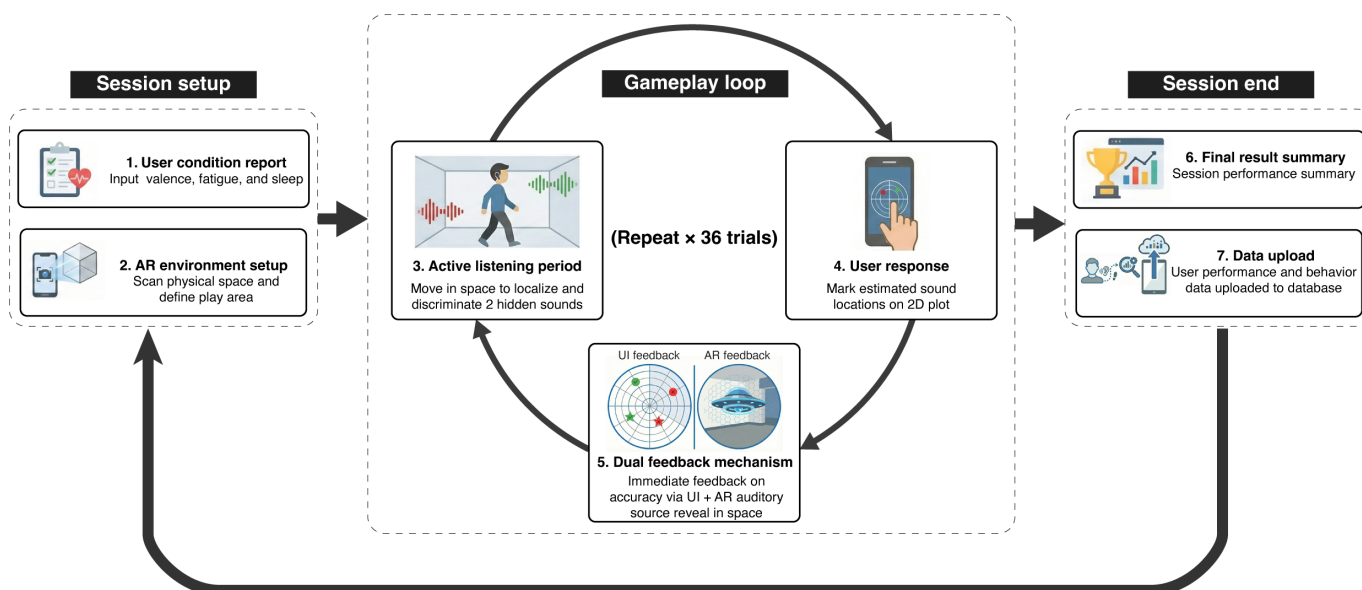 Session setup
1. User condition report
Input valence, fatigue, and sleep
2. AR environment setup
Scan physical space and
define play area
Gameplay loop
3. Active listening period
Move in space to localize and
discriminate 2 hidden sounds
(Repeat × 36 trials)
4. User response
Mark estimated sound
locations on 2D plot
UI feedback
AR feedback
5. Dual feedback mechanism
Immediate feedback on
accuracy via UI + AR auditory
source reveal in space
Session end
6. Final result summary
Session performance summary
7. Data upload
User performance and behavior
data uploaded to database